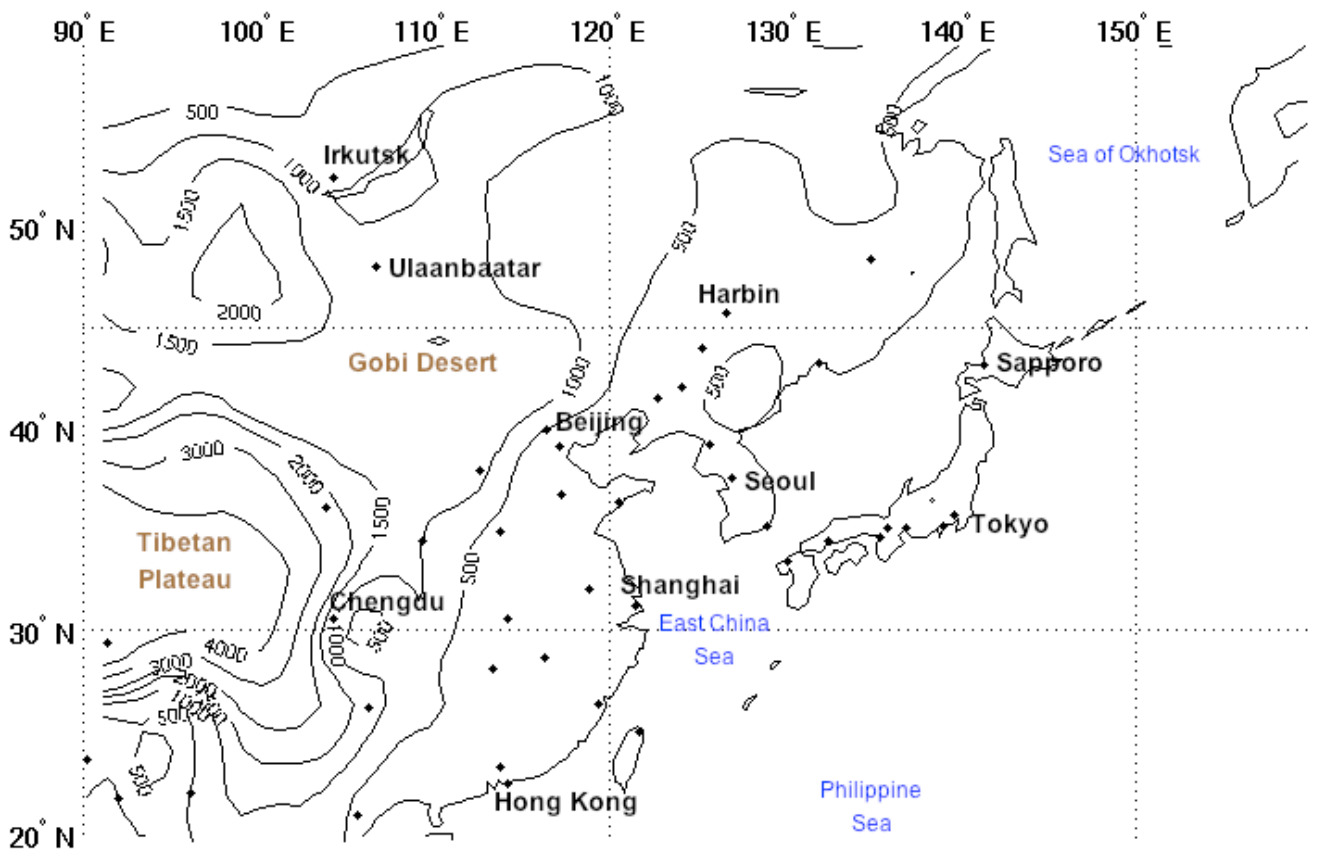 90° E 100° E 110° E 120° E 130° E 140° E 150° E
500
1000
500
Irkutsk
Sea of Okhotsk
1000
1500
50° N
500
Ulaanbaatar
Harbin
2000
1500
Gobi Desert
Sapporo
1000
500
Beijing
40° N
3000
2000
Seoul
1500
Tokyo
Tibetan
Plateau
500
Shanghai
Chengdu
East China
Sea
30° N
500
1000
4000
3000
2000
1000
500
500
Hong Kong
Philippine
Sea
20° N